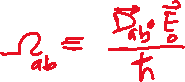 Ω_ab ≡ (D⃗_ab · E⃗_0) / ħ